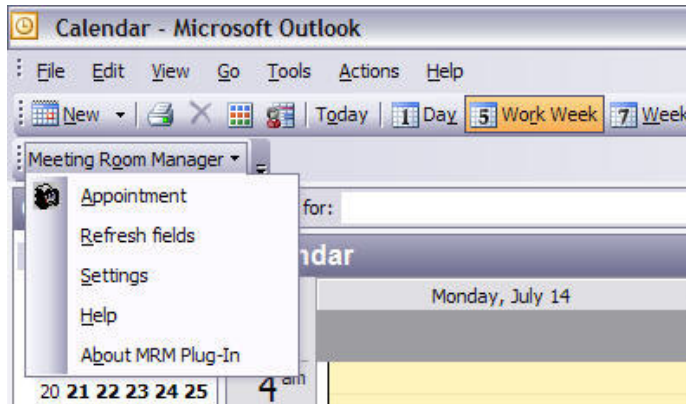 Calendar - Microsoft Outlook
File Edit View Go Tools Actions Help
New Today 1 Day 5 Work Week 7 Week
Meeting Room Manager
Appointment
for:
Refresh fields
ndar
Settings
Monday, July 14
Help
About MRM Plug-In
20 21 22 23 24 25
4 am